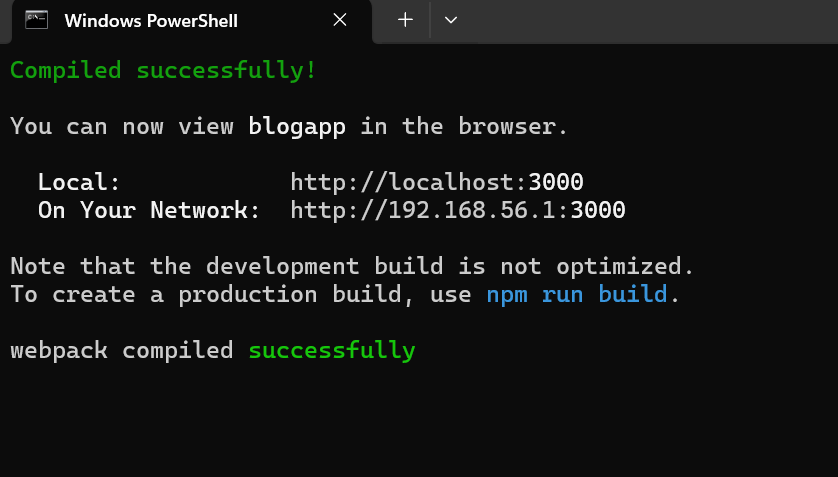 Windows PowerShell
Compiled successfully!
You can now view blogapp in the browser.
Local: http://localhost:3000
On Your Network: http://192.168.56.1:3000
Note that the development build is not optimized.
To create a production build, use npm run build.
webpack compiled successfully